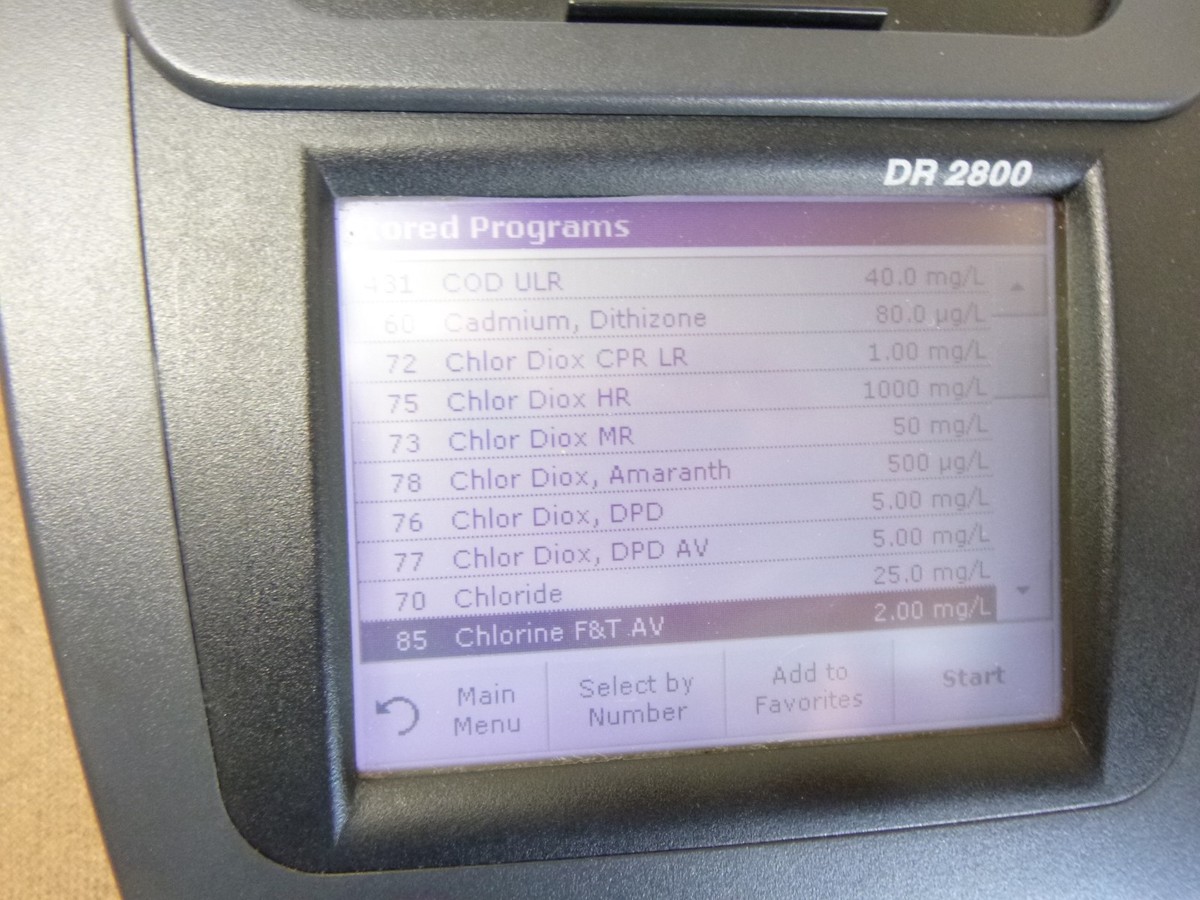 DR 2800
Stored Programs
431 COD ULR 40.0 mg/L
60 Cadmium, Dithizone 80.0 µg/L
72 Chlor Diox CPR LR 1.00 mg/L
75 Chlor Diox HR 1000 mg/L
73 Chlor Diox MR 50 mg/L
78 Chlor Diox, Amaranth 500 µg/L
76 Chlor Diox, DPD 5.00 mg/L
77 Chlor Diox, DPD AV 5.00 mg/L
70 Chloride 25.0 mg/L
85 Chlorine F&T AV 2.00 mg/L
Main Menu
Select by Number
Add to Favorites
Start